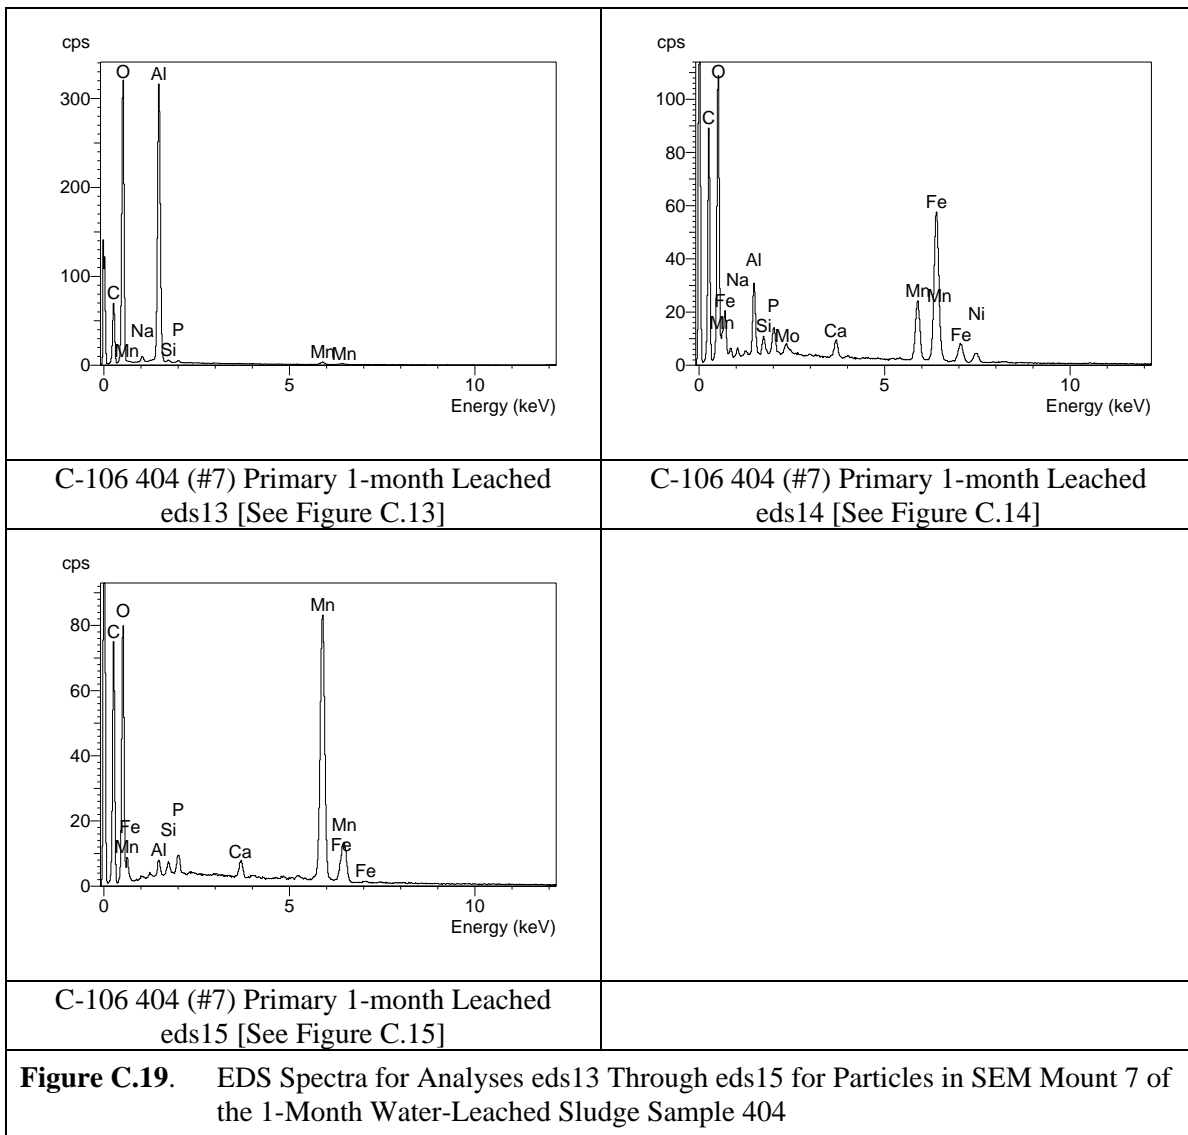 cps
O
Al
300
200
100
C
Mn
Na
P
Si
Mn
Mn
0
0
5
10
Energy (keV)
C-106 404 (#7) Primary 1-month Leached
eds13 [See Figure C.13]
cps
O
100
C
80
Fe
60
Al
40
Na
Fe
Mn
P
Si
Mo
Ca
Mn
Mn
Ni
Fe
20
0
0
5
10
Energy (keV)
C-106 404 (#7) Primary 1-month Leached
eds14 [See Figure C.14]
cps
O
Mn
C
80
60
40
20
P
Fe
Si
Mn
Al
Ca
Mn
Fe
Fe
0
0
5
10
Energy (keV)
C-106 404 (#7) Primary 1-month Leached
eds15 [See Figure C.15]
Figure C.19. EDS Spectra for Analyses eds13 Through eds15 for Particles in SEM Mount 7 of
the 1-Month Water-Leached Sludge Sample 404